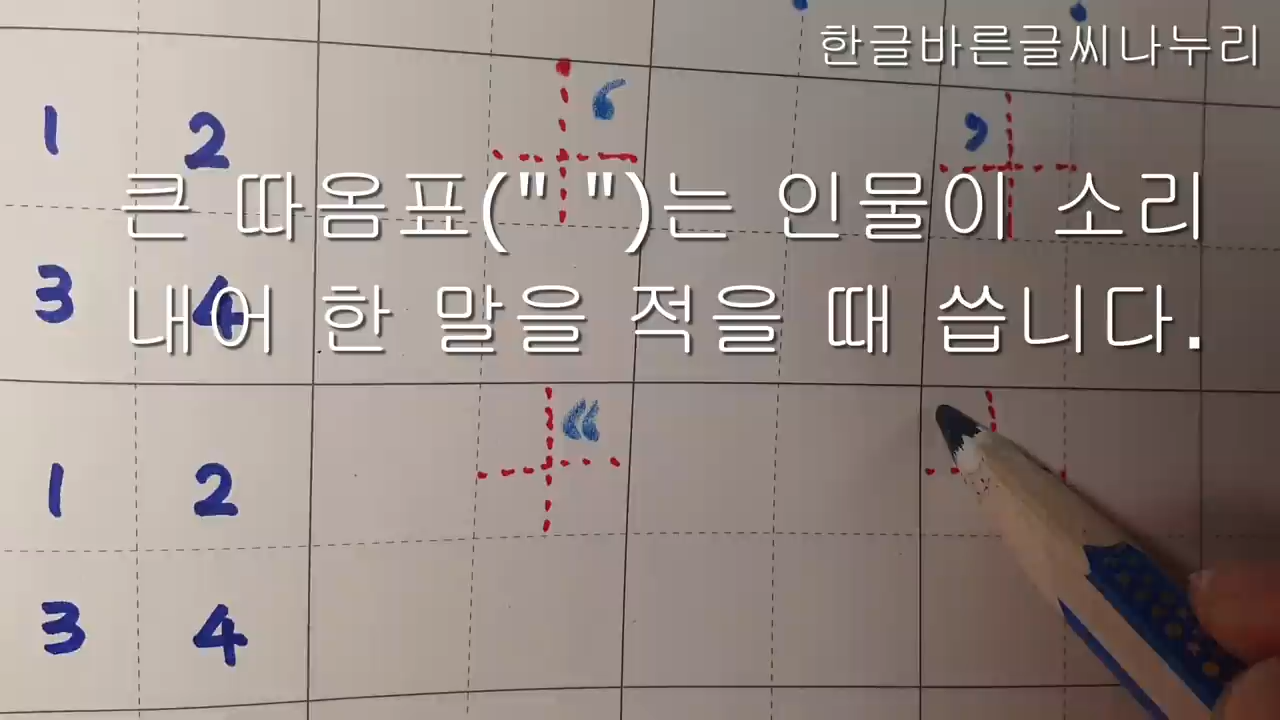 한글바른글씨나누리
1 2 ‘ ’
큰 따옴표(" ")는 인물이 소리
내어 한 말을 적을 때 씁니다.
3 4
1 2 “
3 4